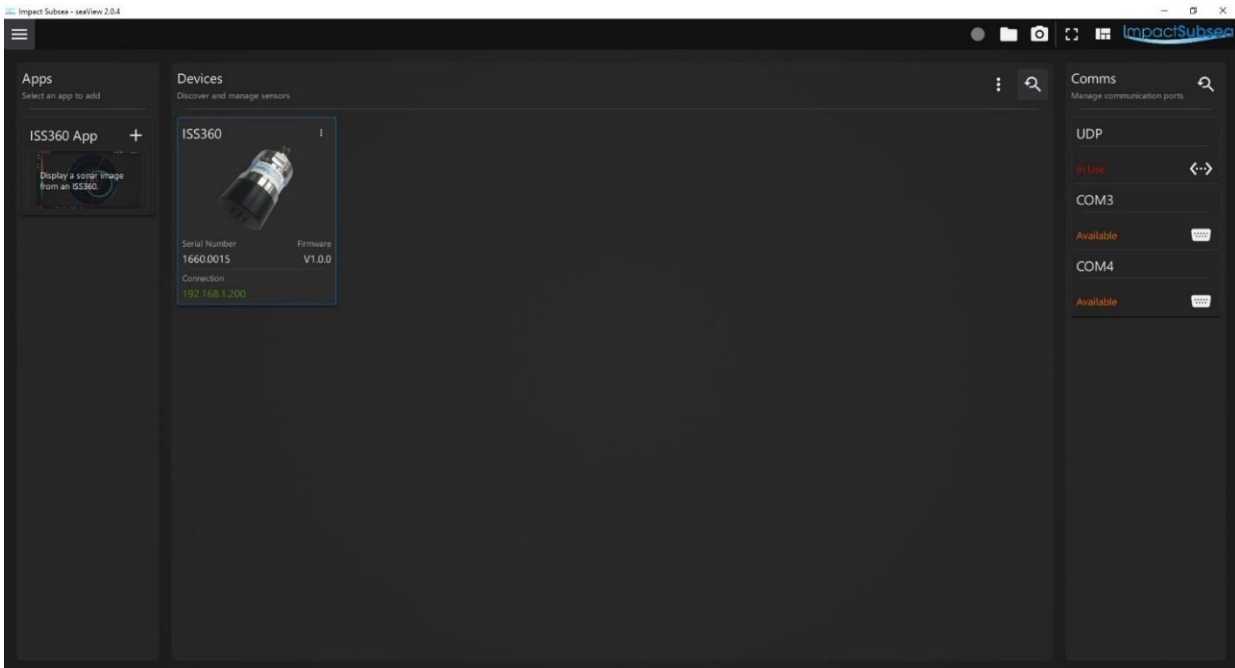 Impact Subsea - seaView 2.0.4
ImpactSubsea
Apps
Select an app to add
ISS360 App
Display a sonar image
from an ISS360.
Devices
Discover and manage sensors
ISS360
Serial Number Firmware
1660.0015 V1.0.0
Connection
192.168.1.200
Comms
Manage communication ports
UDP
In Use
COM3
Available
COM4
Available